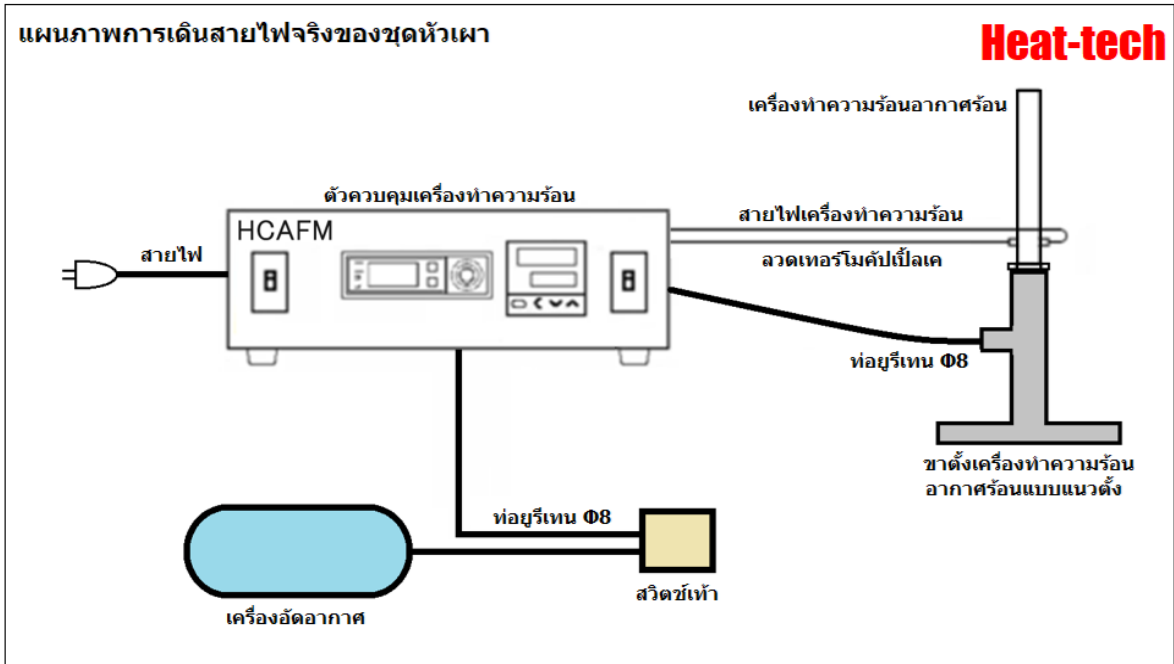 แผนภาพการเดินสายไฟจริงของชุดหัวเผา
Heat-tech
เครื่องทำความร้อนอากาศร้อน
ตัวควบคุมเครื่องทำความร้อน
HCAFM
สายไฟเครื่องทำความร้อน
สายไฟ
ลวดเทอร์โมคัปเปิ้ลเค
ท่อยูรีเทน Φ8
ขาตั้งเครื่องทำความร้อน
อากาศร้อนแบบแนวตั้ง
ท่อยูรีเทน Φ8
สวิตช์เท้า
เครื่องอัดอากาศ